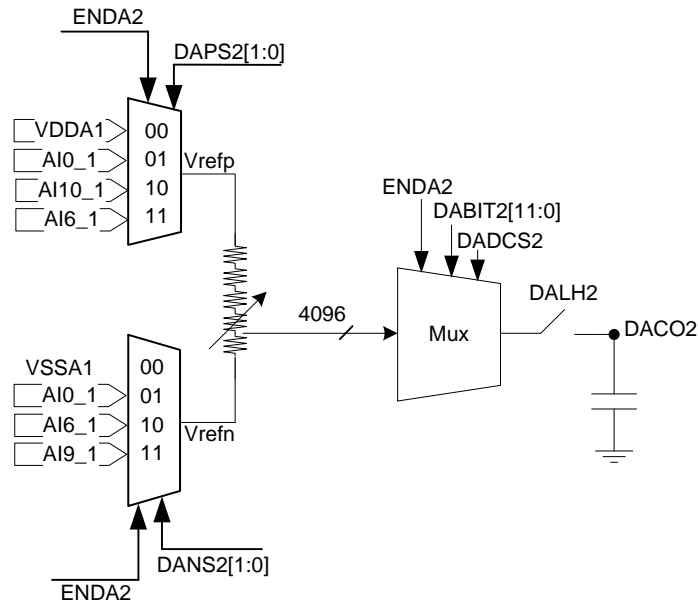 ENDA2
DAPS2[1:0]
VDDA1
00
AI0_1
01
Vrefp
AI10_1
10
AI6_1
11
ENDA2
DABIT2[11:0]
DADCS2
4096
Mux
DALH2
DACO2
VSSA1
00
AI0_1
01
AI6_1
10
Vrefn
AI9_1
11
DANS2[1:0]
ENDA2